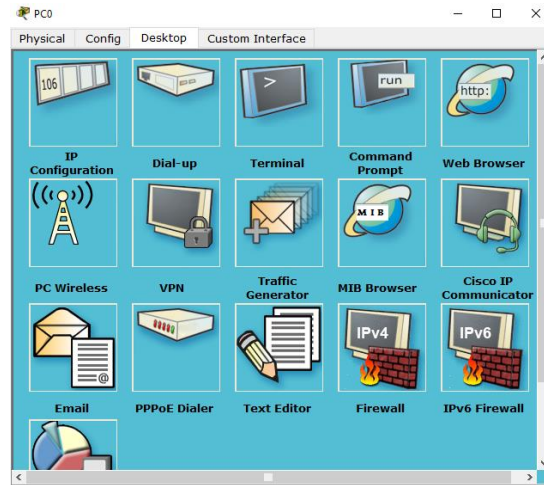 PC0
Physical Config Desktop Custom Interface
106
>
run
http:
IP
Configuration
Dial-up
Terminal
Command
Prompt
Web Browser
MIB
PC Wireless
VPN
Traffic
Generator
MIB Browser
Cisco IP
Communicator
@
IPv4
IPv6
Email
PPPoE Dialer
Text Editor
Firewall
IPv6 Firewall